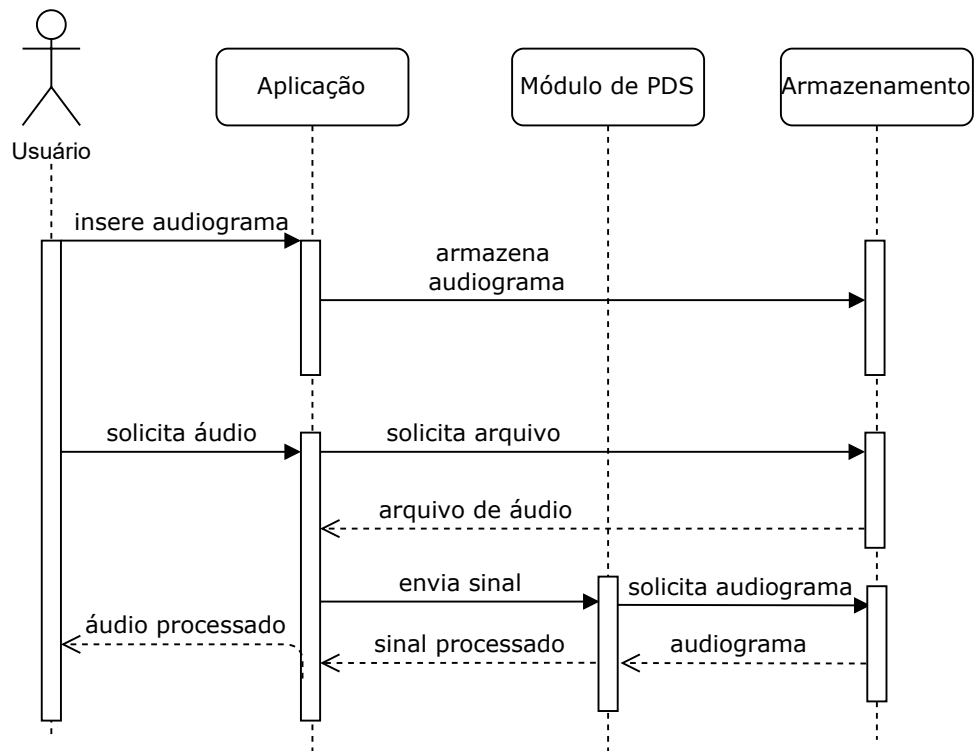 Usuário
Aplicação
Módulo de PDS
Armazenamento
insere audiograma
armazena
audiograma
solicita áudio
solicita arquivo
arquivo de áudio
envia sinal
solicita audiograma
áudio processado
sinal processado
audiograma